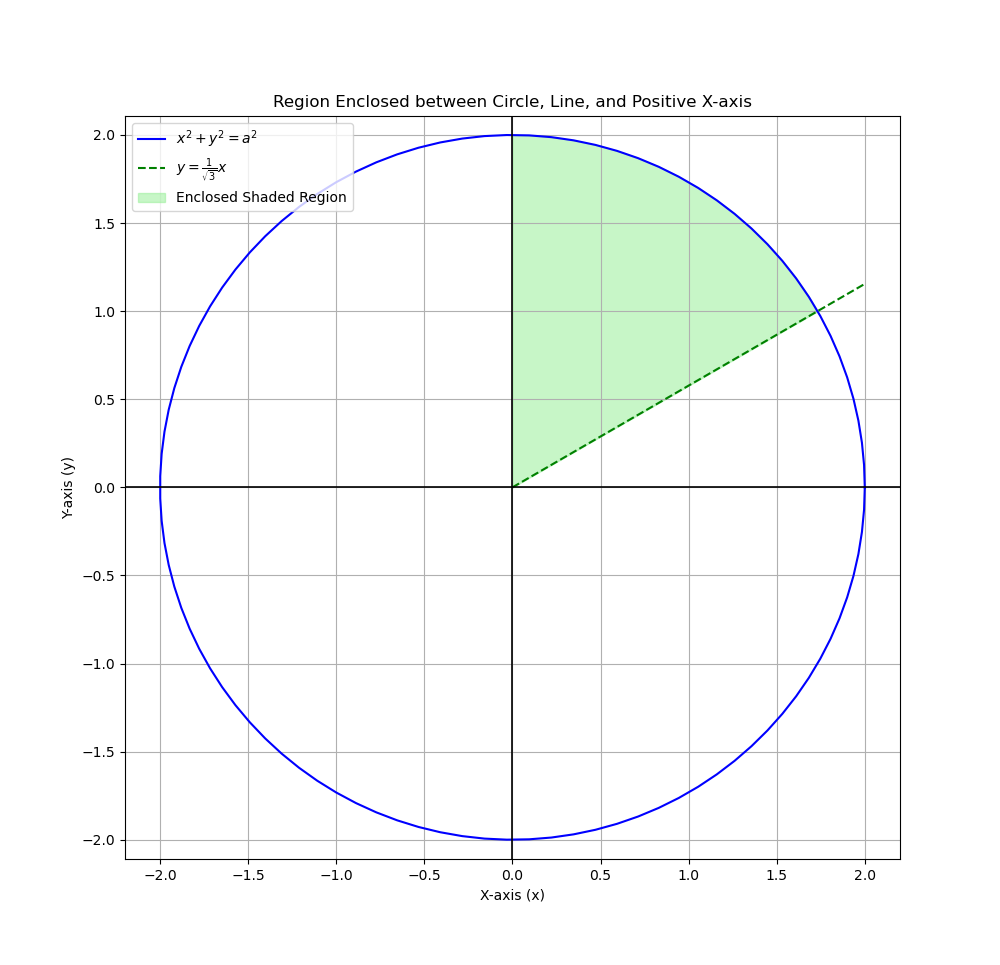 Region Enclosed between Circle, Line, and Positive X-axis
x² + y² = a²
y = 1/√3 x
Enclosed Shaded Region
2.0
1.5
1.0
0.5
0.0
−0.5
−1.0
−1.5
−2.0
Y-axis (y)
−2.0 −1.5 −1.0 −0.5 0.0 0.5 1.0 1.5 2.0
X-axis (x)